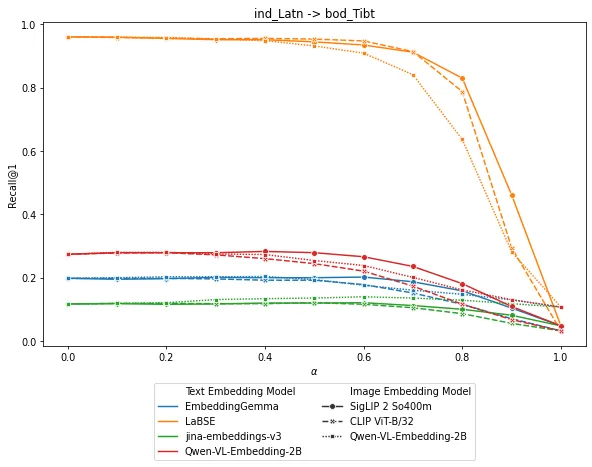 ind_Latn -> bod_Tibt
Recall@1
1.0
0.8
0.6
0.4
0.2
0.0
0.0 0.2 0.4 0.6 0.8 1.0
α
Text Embedding Model Image Embedding Model
EmbeddingGemma SigLIP 2 So400m
LaBSE CLIP ViT-B/32
jina-embeddings-v3 Qwen-VL-Embedding-2B
Qwen-VL-Embedding-2B